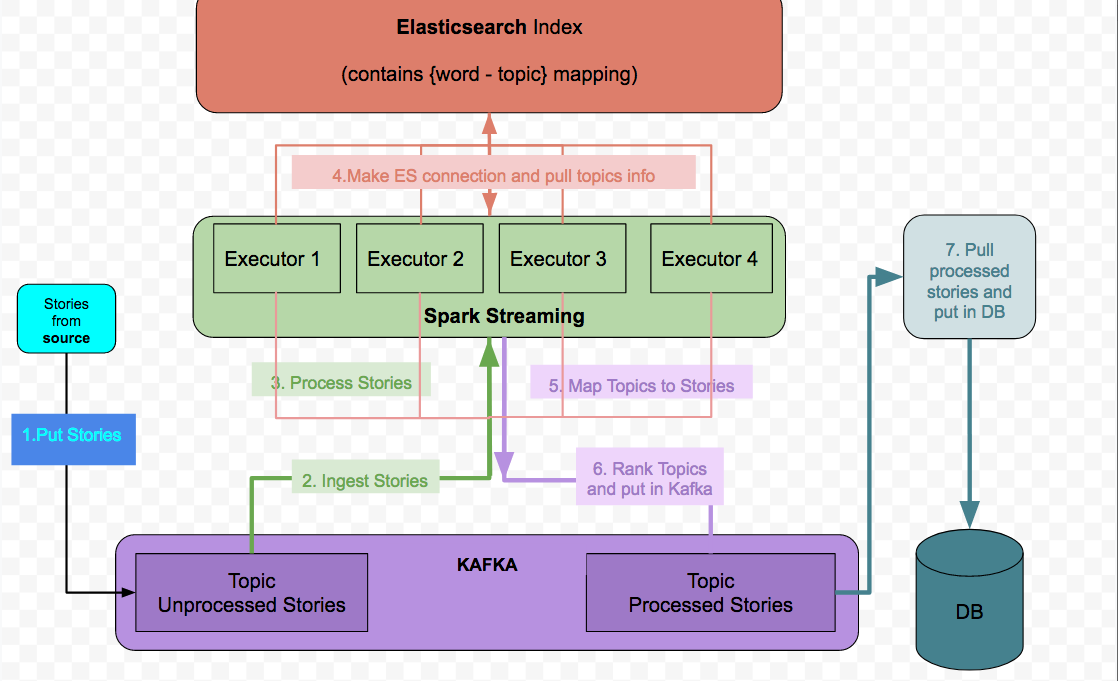 Elasticsearch Index
(contains {word - topic} mapping)
4.Make ES connection and pull topics info
Executor 1
Executor 2
Executor 3
Executor 4
Spark Streaming
Stories
from
source
1.Put Stories
3. Process Stories
5. Map Topics to Stories
2. Ingest Stories
6. Rank Topics
and put in Kafka
7. Pull
processed
stories and
put in DB
KAFKA
Topic
Unprocessed Stories
Topic
Processed Stories
DB